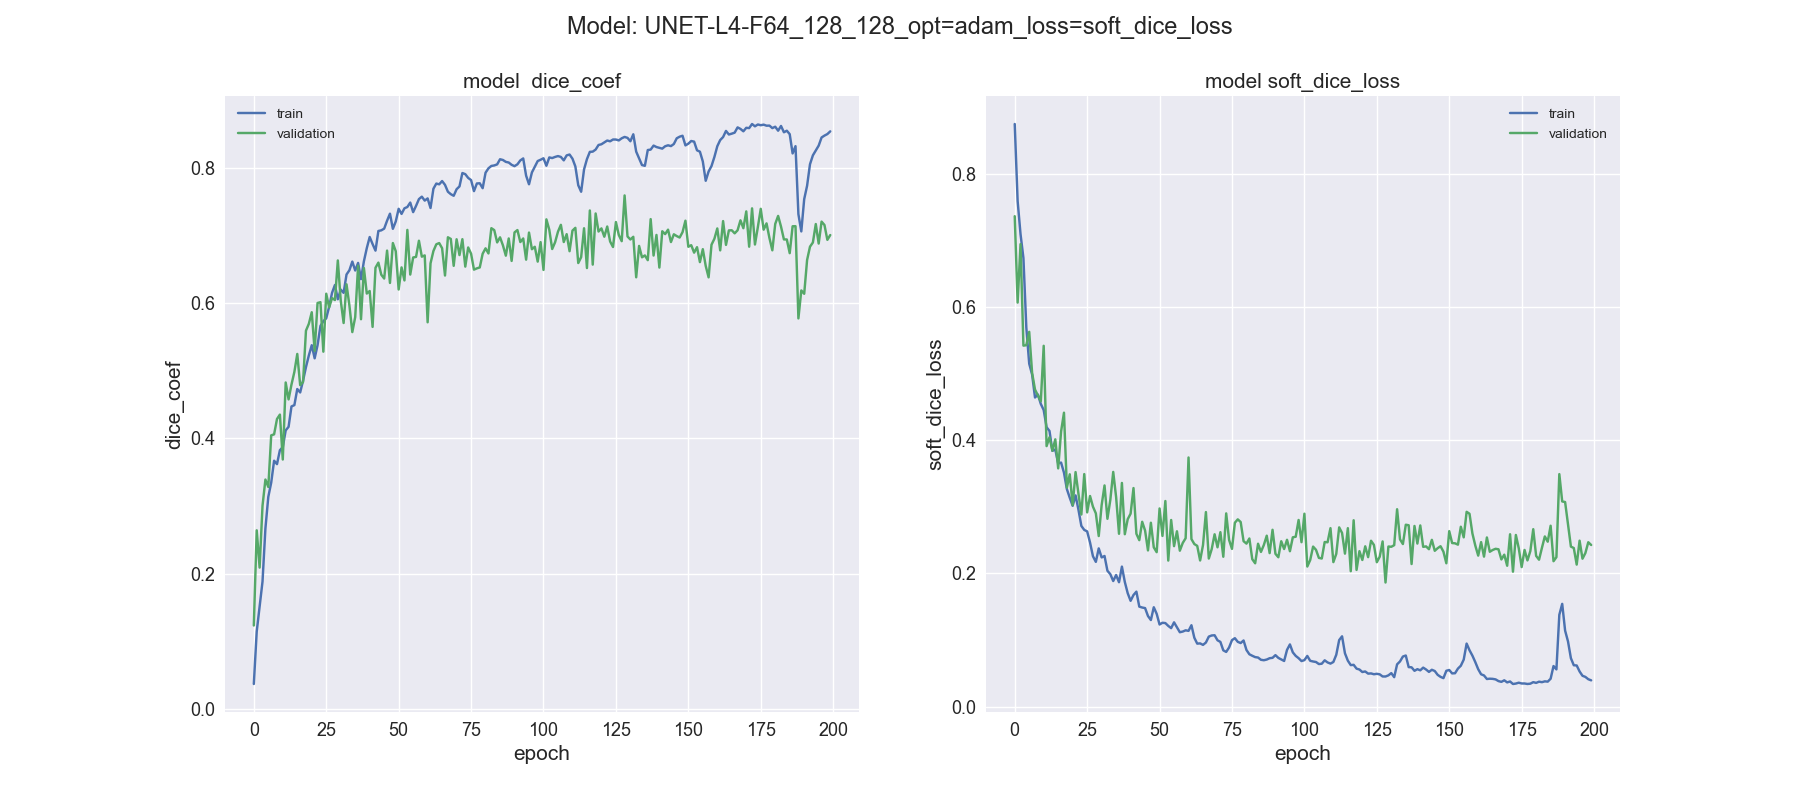 Model: UNET-L4-F64_128_128_opt=adam_loss=soft_dice_loss
model  dice_coef
train
validation
dice_coef
0.8
0.6
0.4
0.2
0.0
0 25 50 75 100 125 150 175 200
epoch
model soft_dice_loss
train
validation
soft_dice_loss
0.8
0.6
0.4
0.2
0.0
0 25 50 75 100 125 150 175 200
epoch